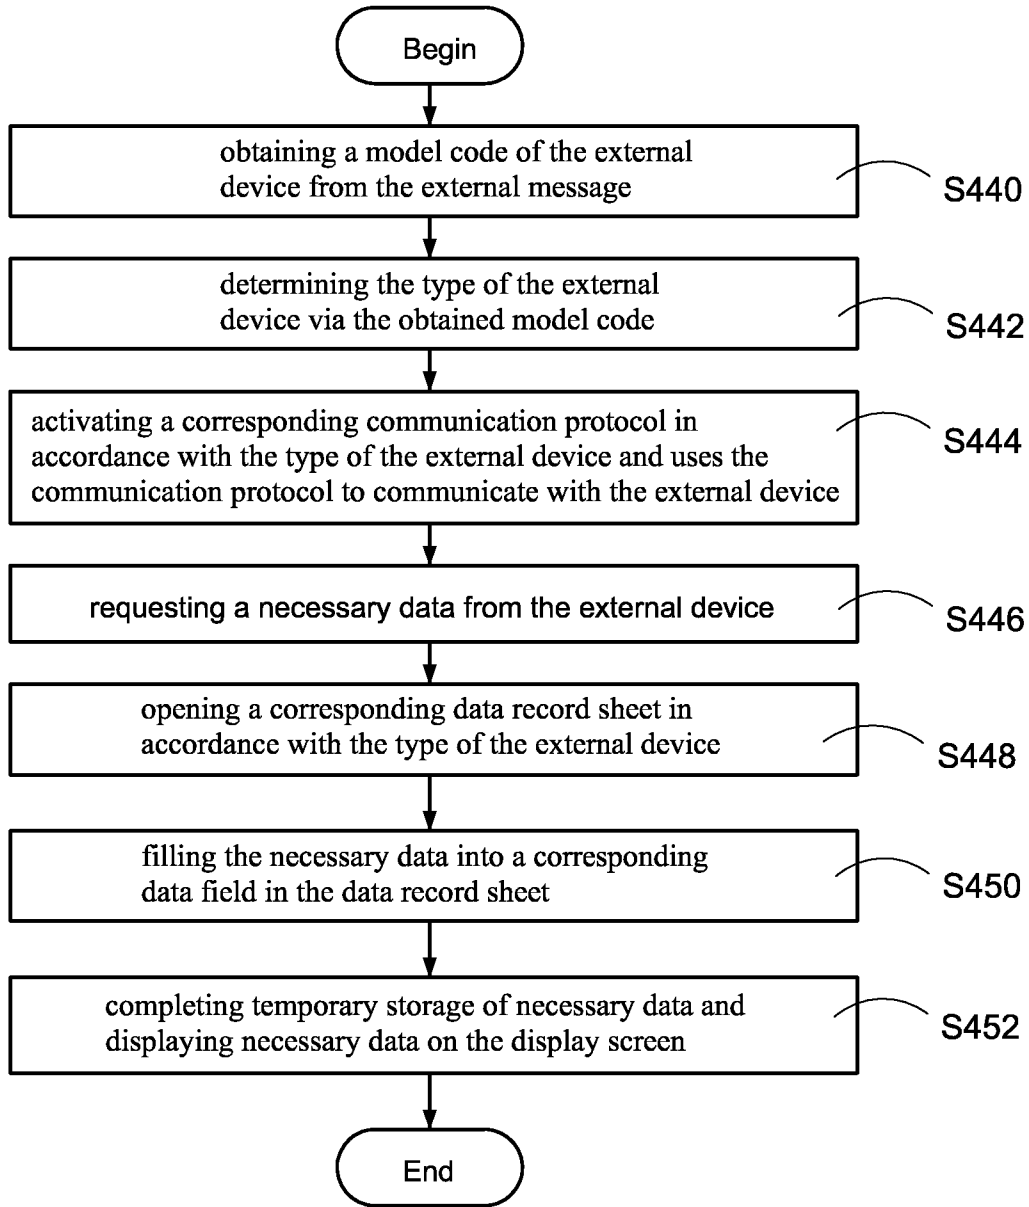 Begin
obtaining a model code of the external
device from the external message
S440
determining the type of the external
device via the obtained model code
S442
activating a corresponding communication protocol in
accordance with the type of the external device and uses the
communication protocol to communicate with the external device
S444
requesting a necessary data from the external device
S446
opening a corresponding data record sheet in
accordance with the type of the external device
S448
filling the necessary data into a corresponding
data field in the data record sheet
S450
completing temporary storage of necessary data and
displaying necessary data on the display screen
S452
End